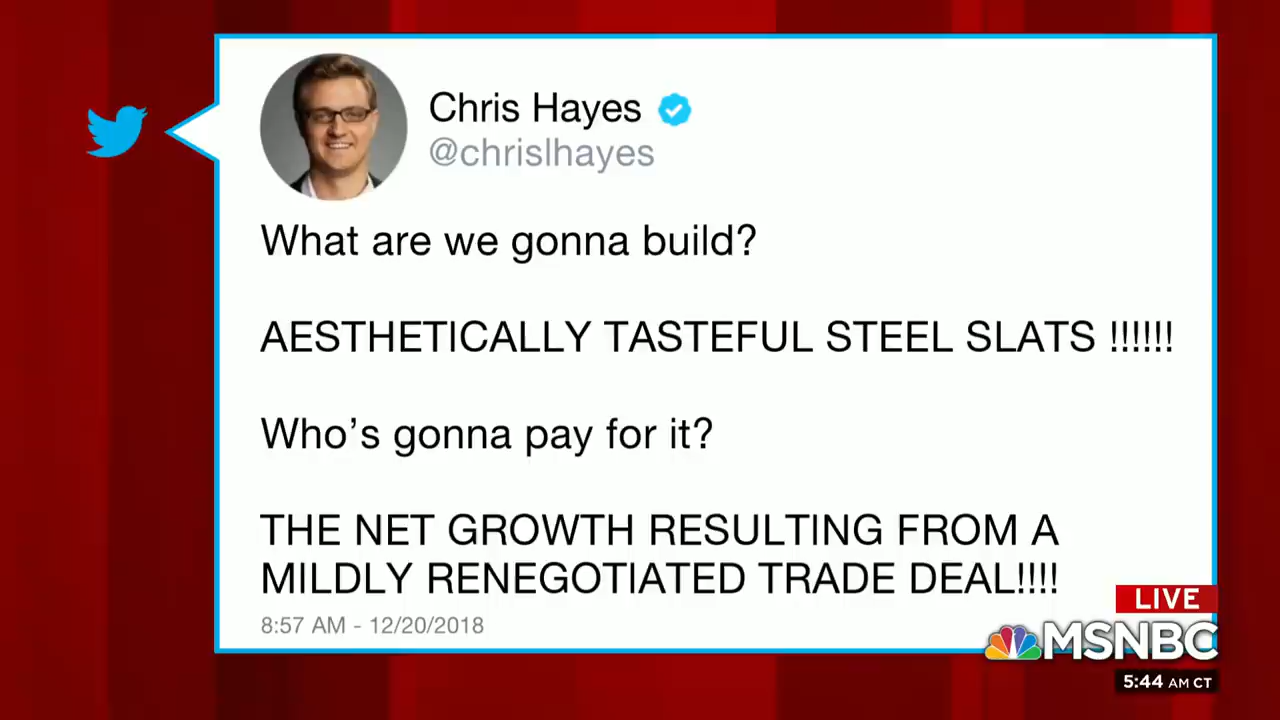 Chris Hayes
@chrislhayes
What are we gonna build?
AESTHETICALLY TASTEFUL STEEL SLATS !!!!!!
Who’s gonna pay for it?
THE NET GROWTH RESULTING FROM A
MILDLY RENEGOTIATED TRADE DEAL!!!!
8:57 AM - 12/20/2018
LIVE
MSNBC
5:44 AM CT